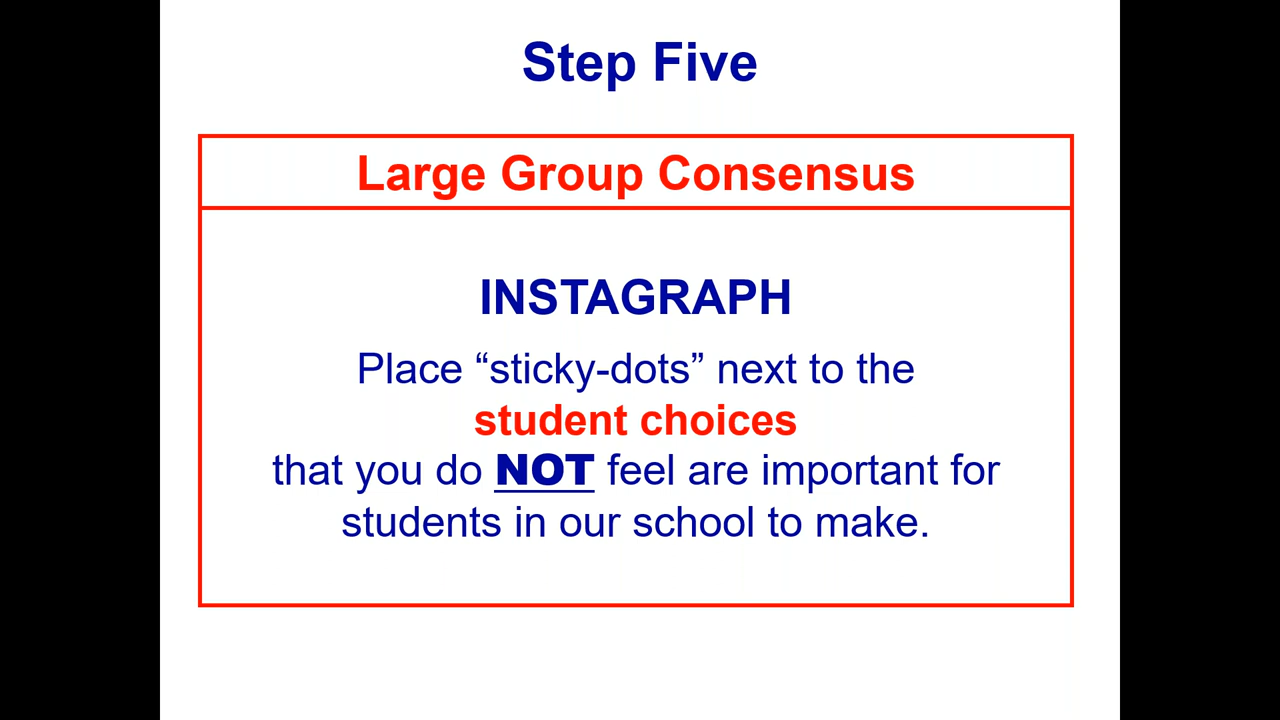 Step Five
Large Group Consensus
INSTAGRAPH
Place “sticky-dots” next to the
student choices
that you do NOT feel are important for
students in our school to make.